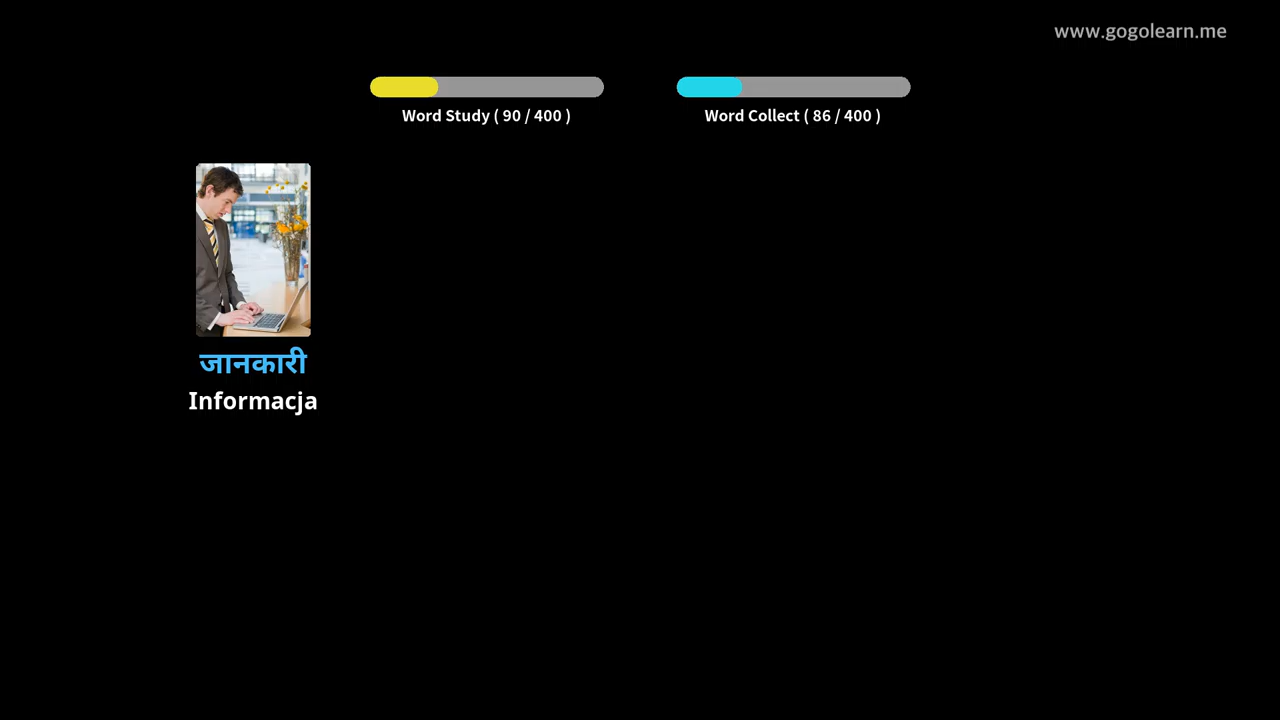 www.gogolearn.me
Word Study ( 90 / 400 )
Word Collect ( 86 / 400 )
जानकारी
Informacja